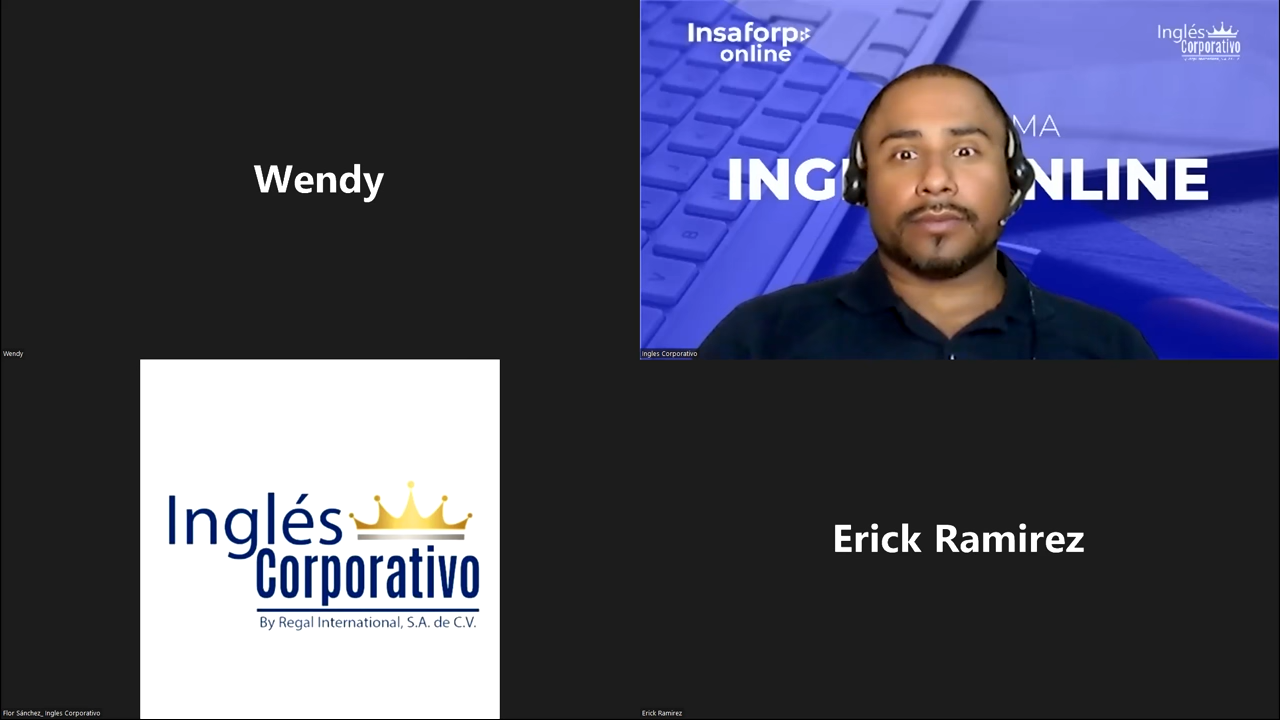 Wendy
Wendy
Insaforp
online
Inglés
Corporativo
MA
ING
NLINE
Ingles Corporativo
Inglés
Corporativo
By Regal International, S.A. de C.V.
Flor Sánchez_ Ingles Corporativo
Erick Ramirez
Erick Ramirez